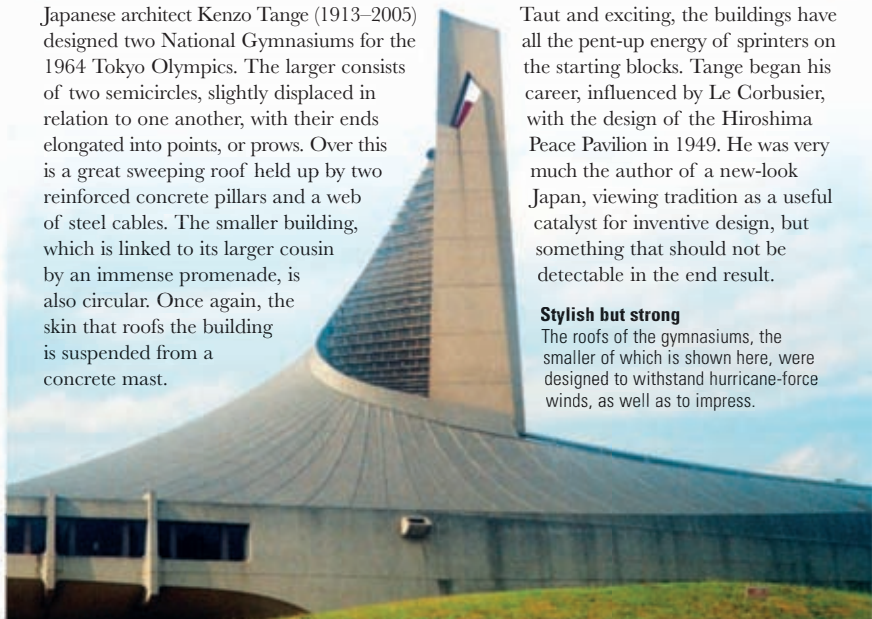 Japanese architect Kenzo Tange (1913–2005)
designed two National Gymnasiums for the
1964 Tokyo Olympics. The larger consists
of two semicircles, slightly displaced in
relation to one another, with their ends
elongated into points, or prows. Over this
is a great sweeping roof held up by two
reinforced concrete pillars and a web
of steel cables. The smaller building,
which is linked to its larger cousin
by an immense promenade, is
also circular. Once again, the
skin that roofs the building
is suspended from a
concrete mast.
Taut and exciting, the buildings have
all the pent-up energy of sprinters on
the starting blocks. Tange began his
career, influenced by Le Corbusier,
with the design of the Hiroshima
Peace Pavilion in 1949. He was very
much the author of a new-look
Japan, viewing tradition as a useful
catalyst for inventive design, but
something that should not be
detectable in the end result.
Stylish but strong
The roofs of the gymnasiums, the
smaller of which is shown here, were
designed to withstand hurricane-force
winds, as well as to impress.